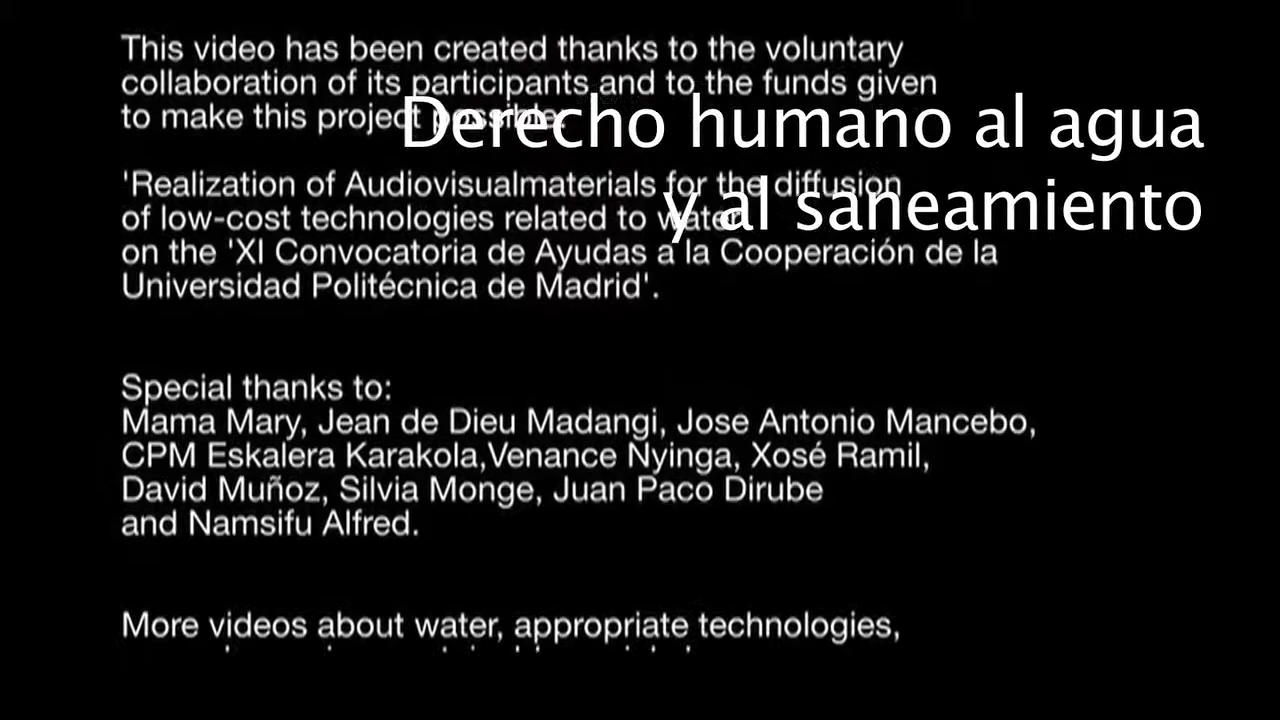 This video has been created thanks to the voluntary
collaboration of its participants and to the funds given
to make this project possible:
Derecho humano al agua
y al saneamiento
'Realization of Audiovisualmaterials for the diffusion
of low-cost technologies related to water
on the 'XI Convocatoria de Ayudas a la Cooperación de la
Universidad Politécnica de Madrid'.
Special thanks to:
Mama Mary, Jean de Dieu Madangi, Jose Antonio Mancebo,
CPM Eskalera Karakola,Venance Nyinga, Xosé Ramil,
David Muñoz, Silvia Monge, Juan Paco Dirube
and Namsifu Alfred.
More videos about water, appropriate technologies,